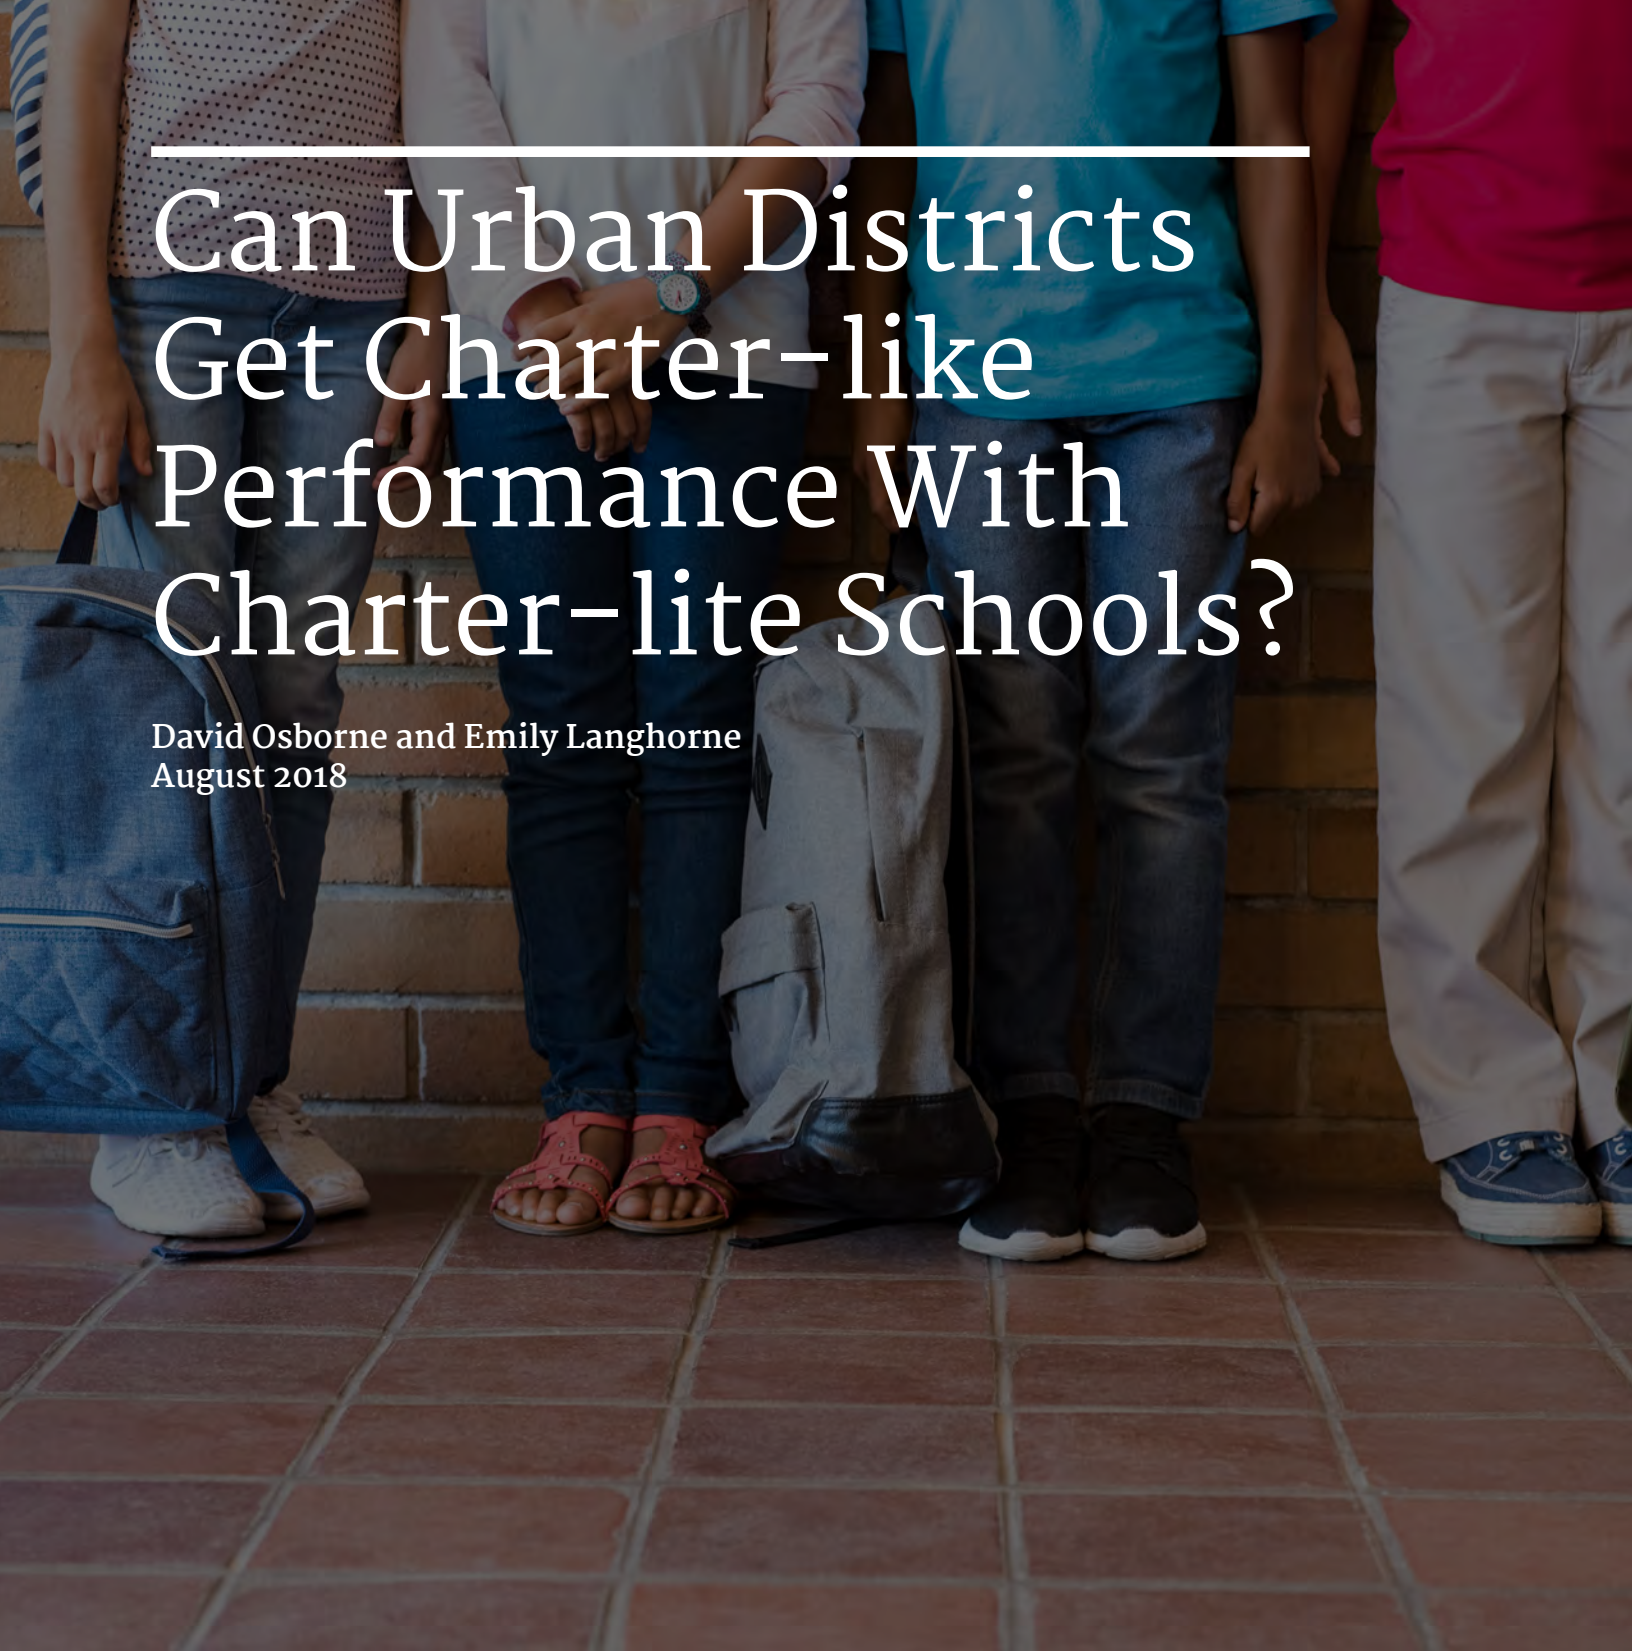 Can Urban Districts
Get Charter-like
Performance With
Charter-lite Schools?
David Osborne and Emily Langhorne
August 2018